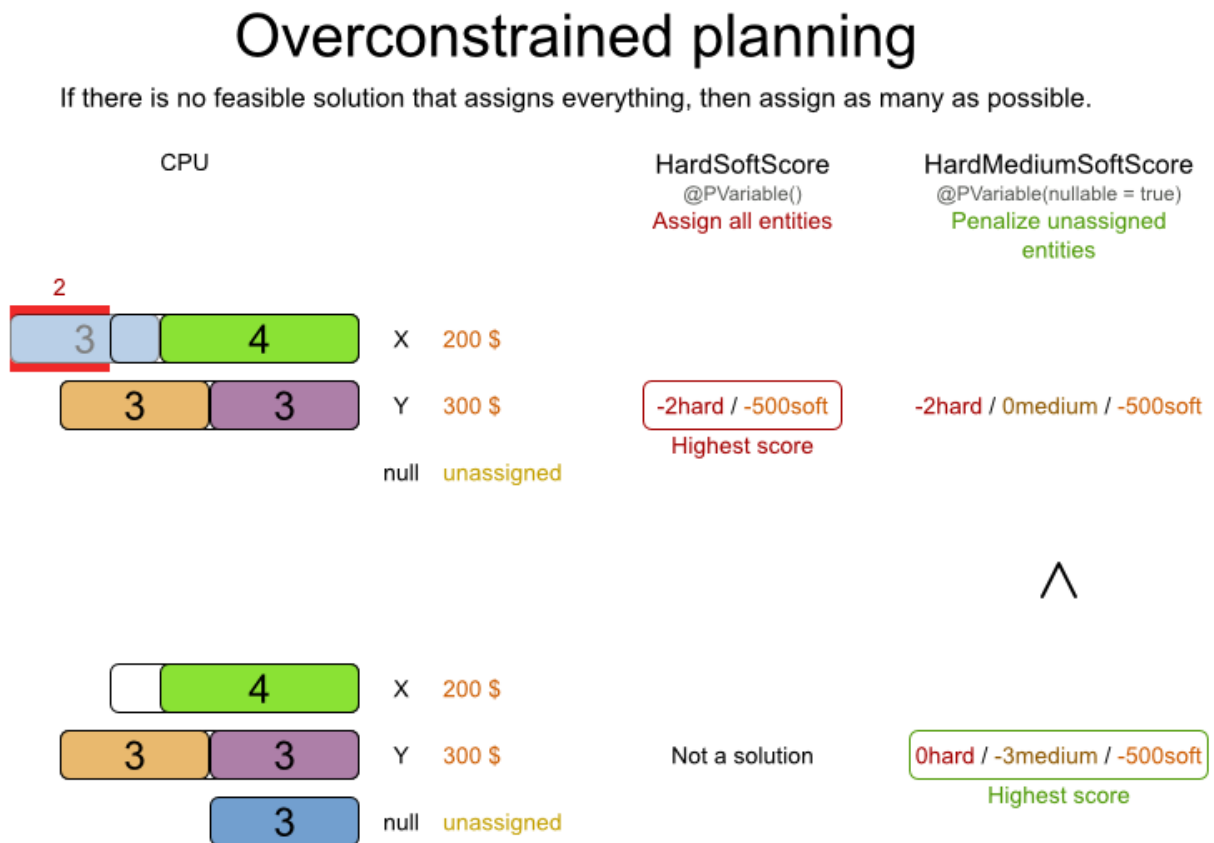 Overconstrained planning
If there is no feasible solution that assigns everything, then assign as many as possible.
CPU
HardSoftScore
@PVariable()
Assign all entities
HardMediumSoftScore
@PVariable(nullable = true)
Penalize unassigned
entities
2
3 4 X 200 $
3 3 Y 300 $ -2hard / -500soft -2hard / 0medium / -500soft
Highest score
null unassigned
4 X 200 $
3 3 Y 300 $ Not a solution 0hard / -3medium / -500soft
Highest score
3 null unassigned